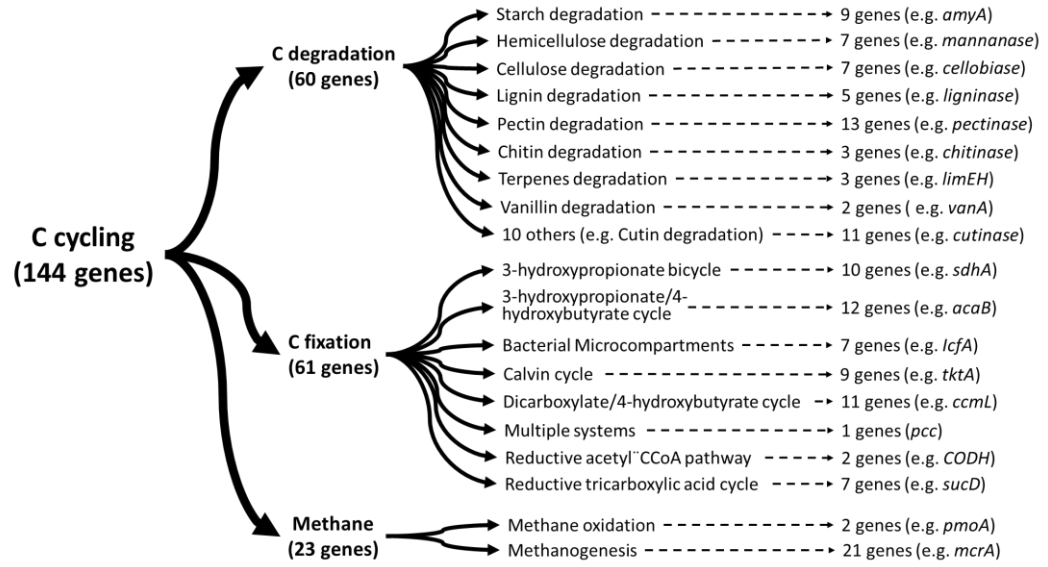 C cycling
(144 genes)
C degradation
(60 genes)
Starch degradation 9 genes (e.g. amyA)
Hemicellulose degradation 7 genes (e.g. mannanase)
Cellulose degradation 7 genes (e.g. cellobiase)
Lignin degradation 5 genes (e.g. ligninase)
Pectin degradation 13 genes (e.g. pectinase)
Chitin degradation 3 genes (e.g. chitinase)
Terpenes degradation 3 genes (e.g. limEH)
Vanillin degradation 2 genes ( e.g. vanA)
10 others (e.g. Cutin degradation) 11 genes (e.g. cutinase)
C fixation
(61 genes)
3-hydroxypropionate bicycle 10 genes (e.g. sdhA)
3-hydroxypropionate/4-
hydroxybutyrate cycle 12 genes (e.g. acaB)
Bacterial Microcompartments 7 genes (e.g. IcfA)
Calvin cycle 9 genes (e.g. tktA)
Dicarboxylate/4-hydroxybutyrate cycle 11 genes (e.g. ccmL)
Multiple systems 1 genes (pcc)
Reductive acetyl¨CCoA pathway 2 genes (e.g. CODH)
Reductive tricarboxylic acid cycle 7 genes (e.g. sucD)
Methane
(23 genes)
Methane oxidation 2 genes (e.g. pmoA)
Methanogenesis 21 genes (e.g. mcrA)